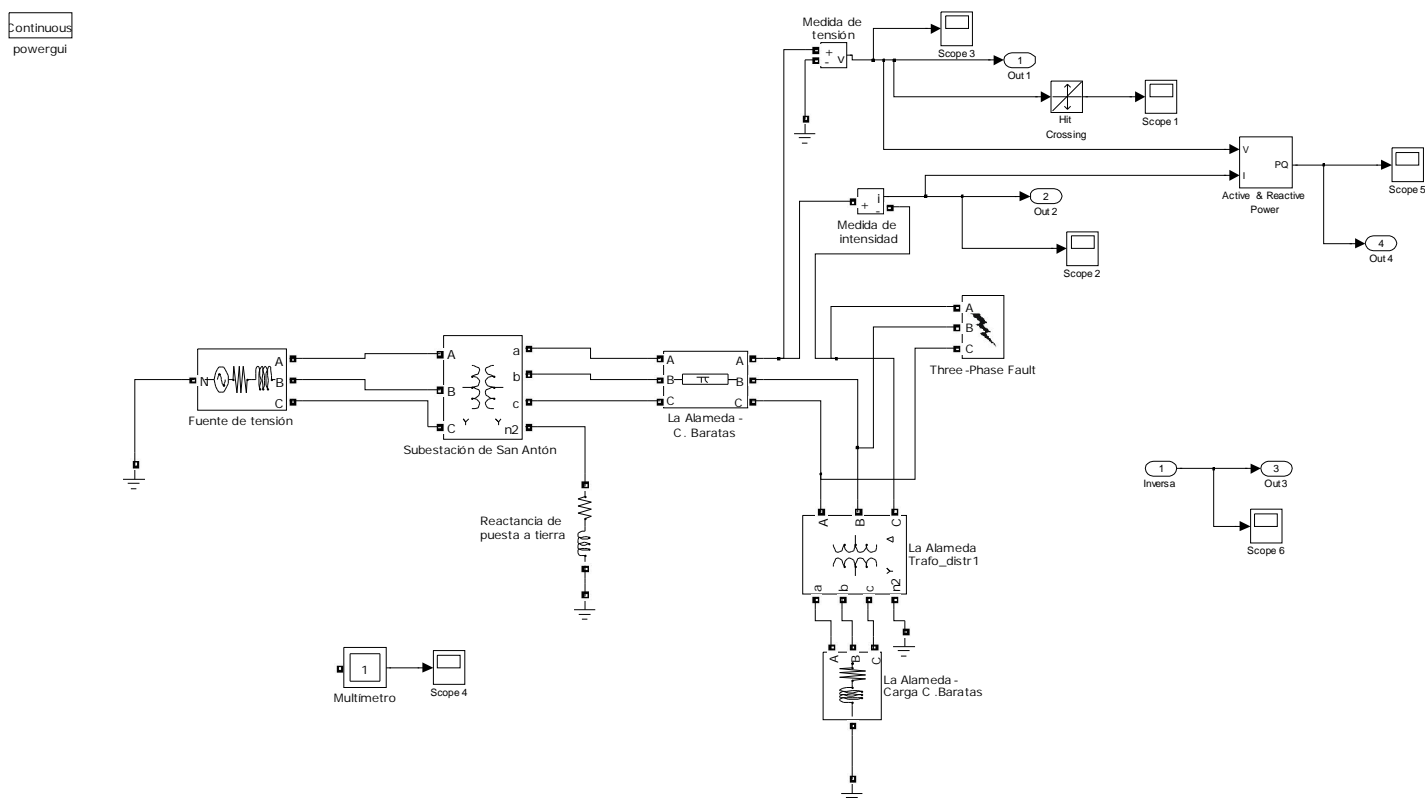 Continuous
powergui
Medida de
tensión
+
-
v
Scope 3
1
Out 1
Hit
Crossing
Scope 1
V
I
PQ
Active & Reactive
Power
Scope 5
i
+
-
Medida de
intensidad
2
Out 2
Scope 2
4
Out 4
A
B
C
Three-Phase Fault
N
A
B
C
Fuente de tensión
A
B
C
a
b
c
n2
Y
Y
Subestación de San Antón
A
B
C
π
A
B
C
La Alameda -
C. Baratas
Reactancia de
puesta a tierra
1
Inversa
3
Out 3
Scope 6
A
B
C
Δ
Y
a
b
c
n2
La Alameda
Trafo_distr1
A
B
C
La Alameda -
Carga C .Baratas
1
Multímetro
Scope 4